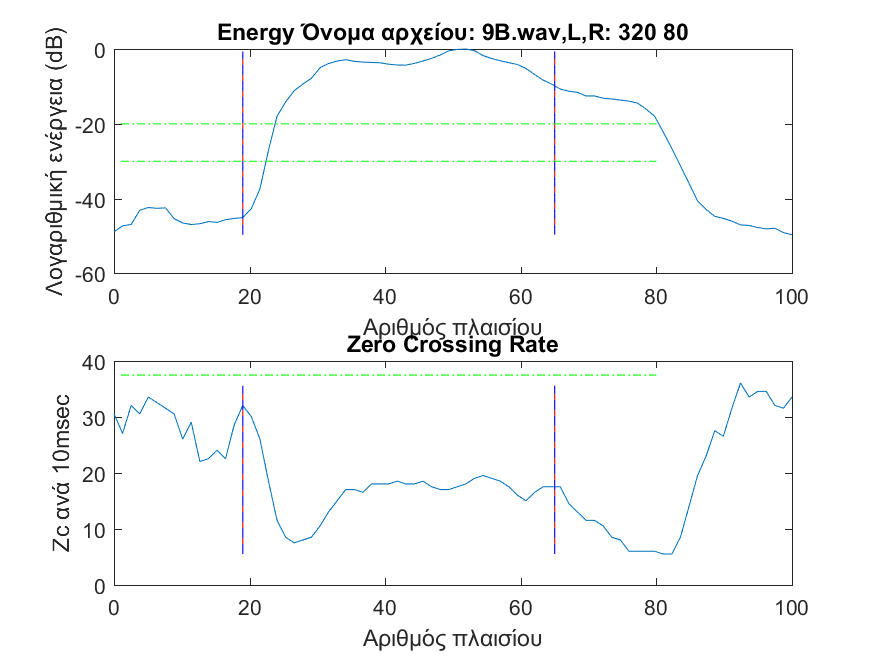 Energy Όνομα αρχείου: 9B.wav,L,R: 320 80
Λογαριθμική ενέργεια (dB)
0
-20
-40
-60
0 20 40 60 80 100
Αριθμός πλαισίου
Zero Crossing Rate
Zc ανά 10msec
40
30
20
10
0
0 20 40 60 80 100
Αριθμός πλαισίου